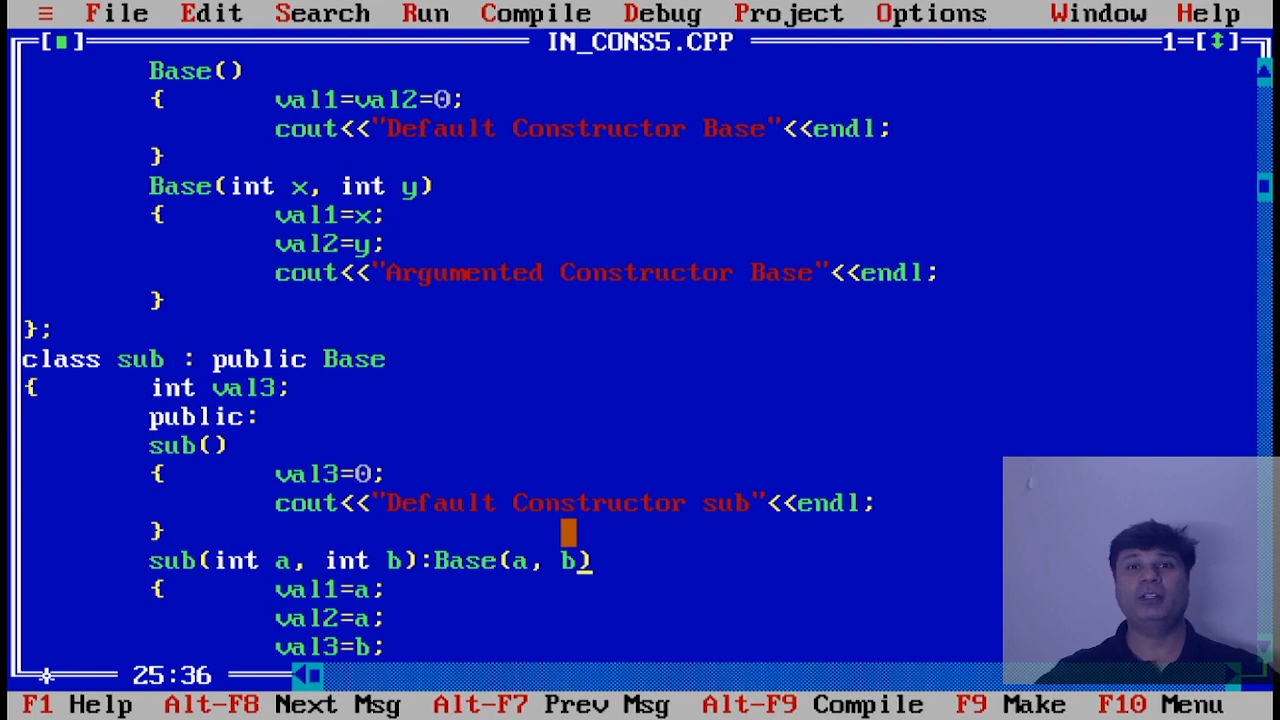 ≡ File Edit Search Run Compile Debug Project Options Window Help
[■] IN_CONS5.CPP 1=[↕]
Base()
{ val1=val2=0;
cout<<"Default Constructor Base"<<endl;
}
Base(int x, int y)
{ val1=x;
val2=y;
cout<<"Argumented Constructor Base"<<endl;
}
};
class sub : public Base
{ int val3;
public:
sub()
{ val3=0;
cout<<"Default Constructor sub"<<endl;
}
sub(int a, int b):Base(a, b)
{ val1=a;
val2=a;
val3=b;
25:36
F1 Help Alt-F8 Next Msg Alt-F7 Prev Msg Alt-F9 Compile F9 Make F10 Menu